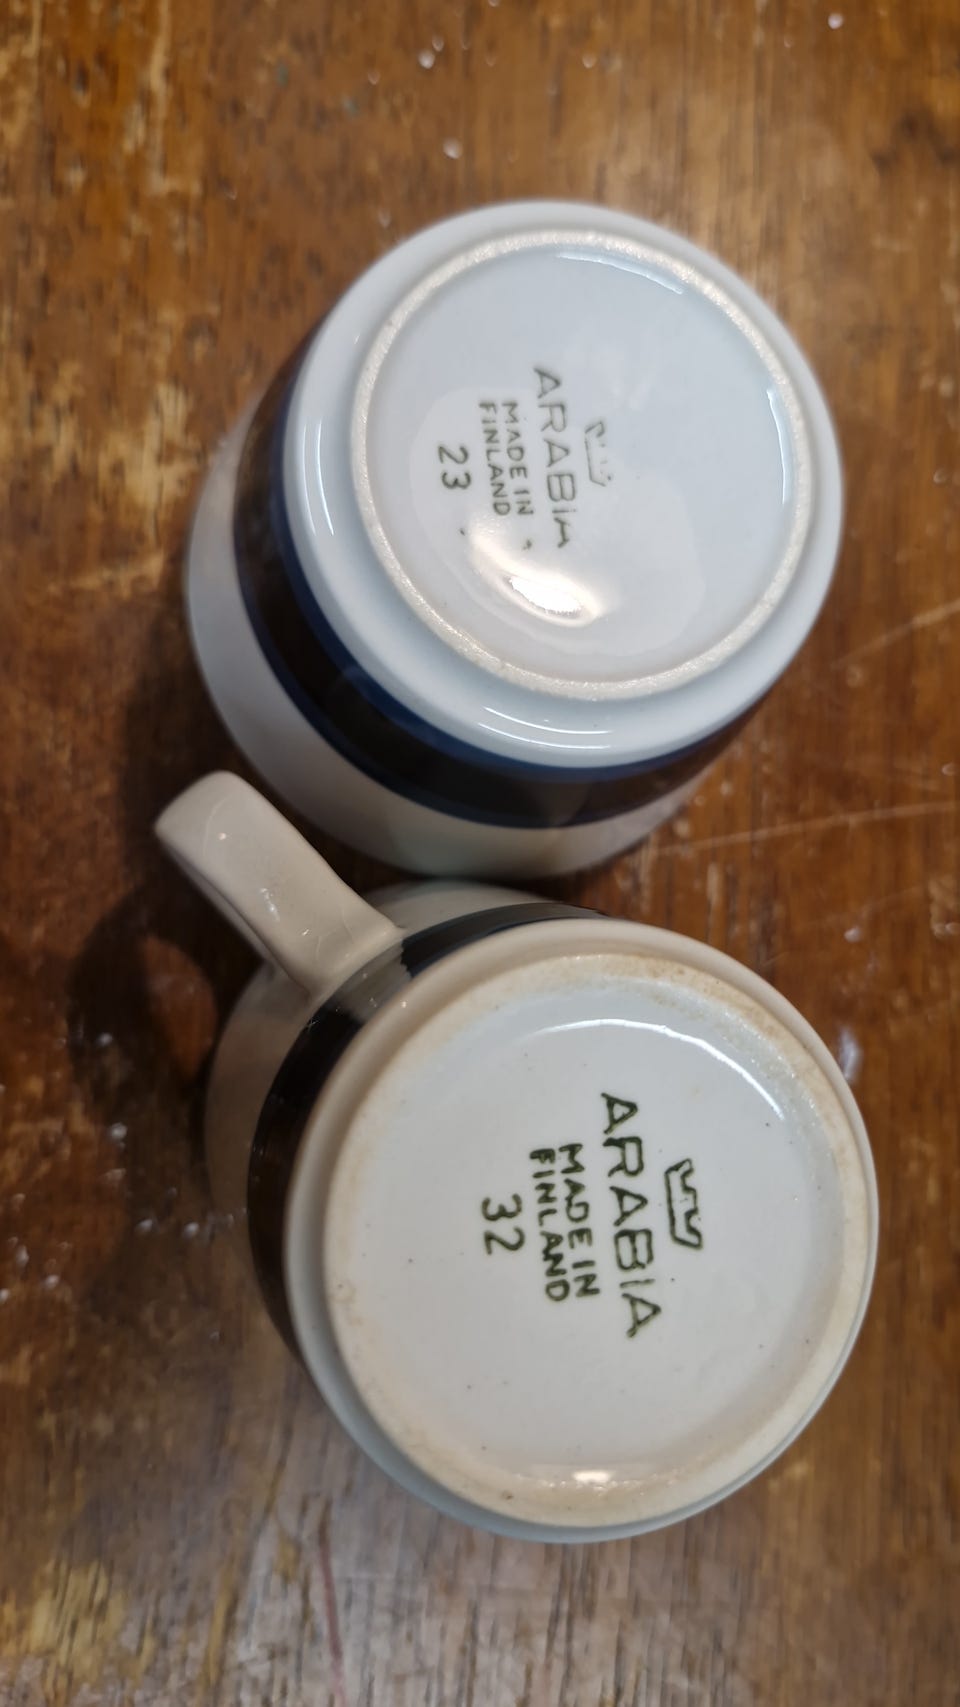 ARABIA
MADE IN
FINLAND
23
ARABIA
MADE IN
FINLAND
32